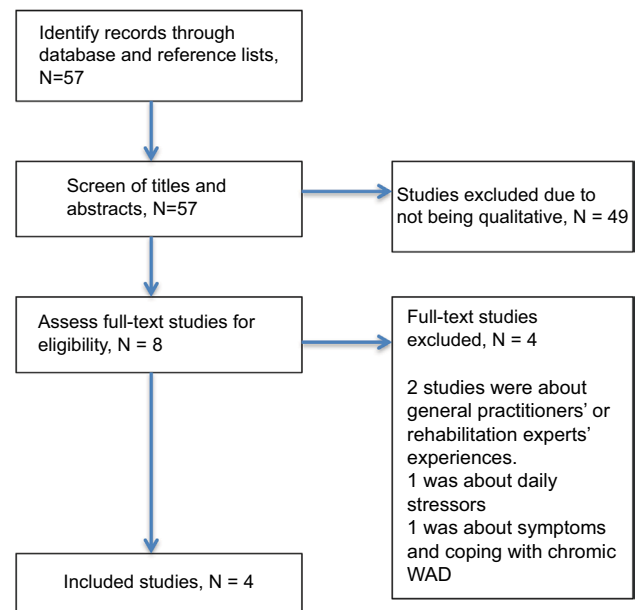 Identify records through
database and reference lists,
N=57
Screen of titles and
abstracts, N=57
Studies excluded due to
not being qualitative, N = 49
Assess full-text studies for
eligibility, N = 8
Full-text studies
excluded, N = 4
2 studies were about
general practitioners’ or
rehabilitation experts’
experiences.
1 was about daily
stressors
1 was about symptoms
and coping with chronic
WAD
Included studies, N = 4